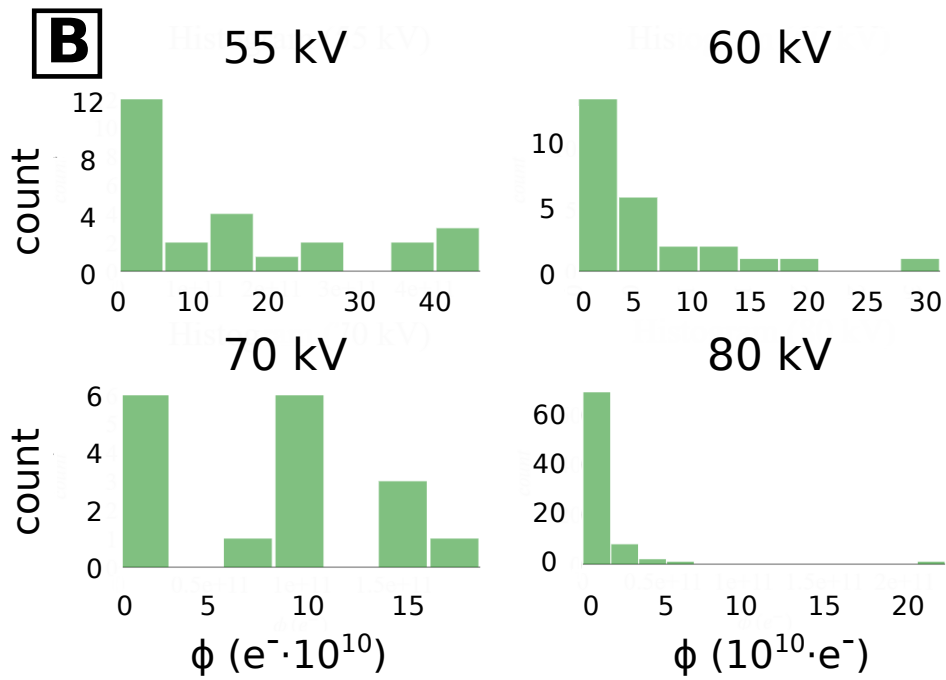 B
55 kV
60 kV
12
8
4
0
count
0 10 20 30 40
10
5
0
0 5 10 15 20 25 30
70 kV
80 kV
6
4
2
0
count
0 5 10 15
ϕ (e⁻·10¹⁰)
60
40
20
0
0 5 10 15 20
ϕ (10¹⁰·e⁻)